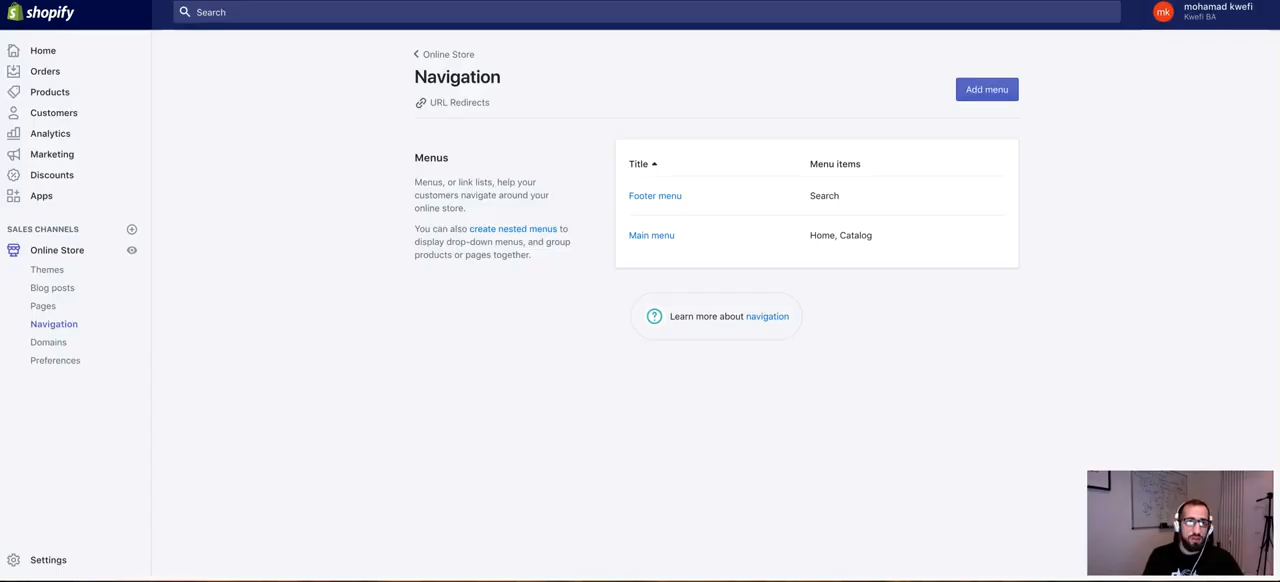 shopify
Search
mk
mohamad kwefi
Kwefi BA
Home
Orders
Products
Customers
Analytics
Marketing
Discounts
Apps
SALES CHANNELS
Online Store
Themes
Blog posts
Pages
Navigation
Domains
Preferences
Settings
Online Store
Navigation
URL Redirects
Add menu
Menus
Menus, or link lists, help your
customers navigate around your
online store.
You can also create nested menus to
display drop-down menus, and group
products or pages together.
Title Menu items
Footer menu Search
Main menu Home, Catalog
? Learn more about navigation